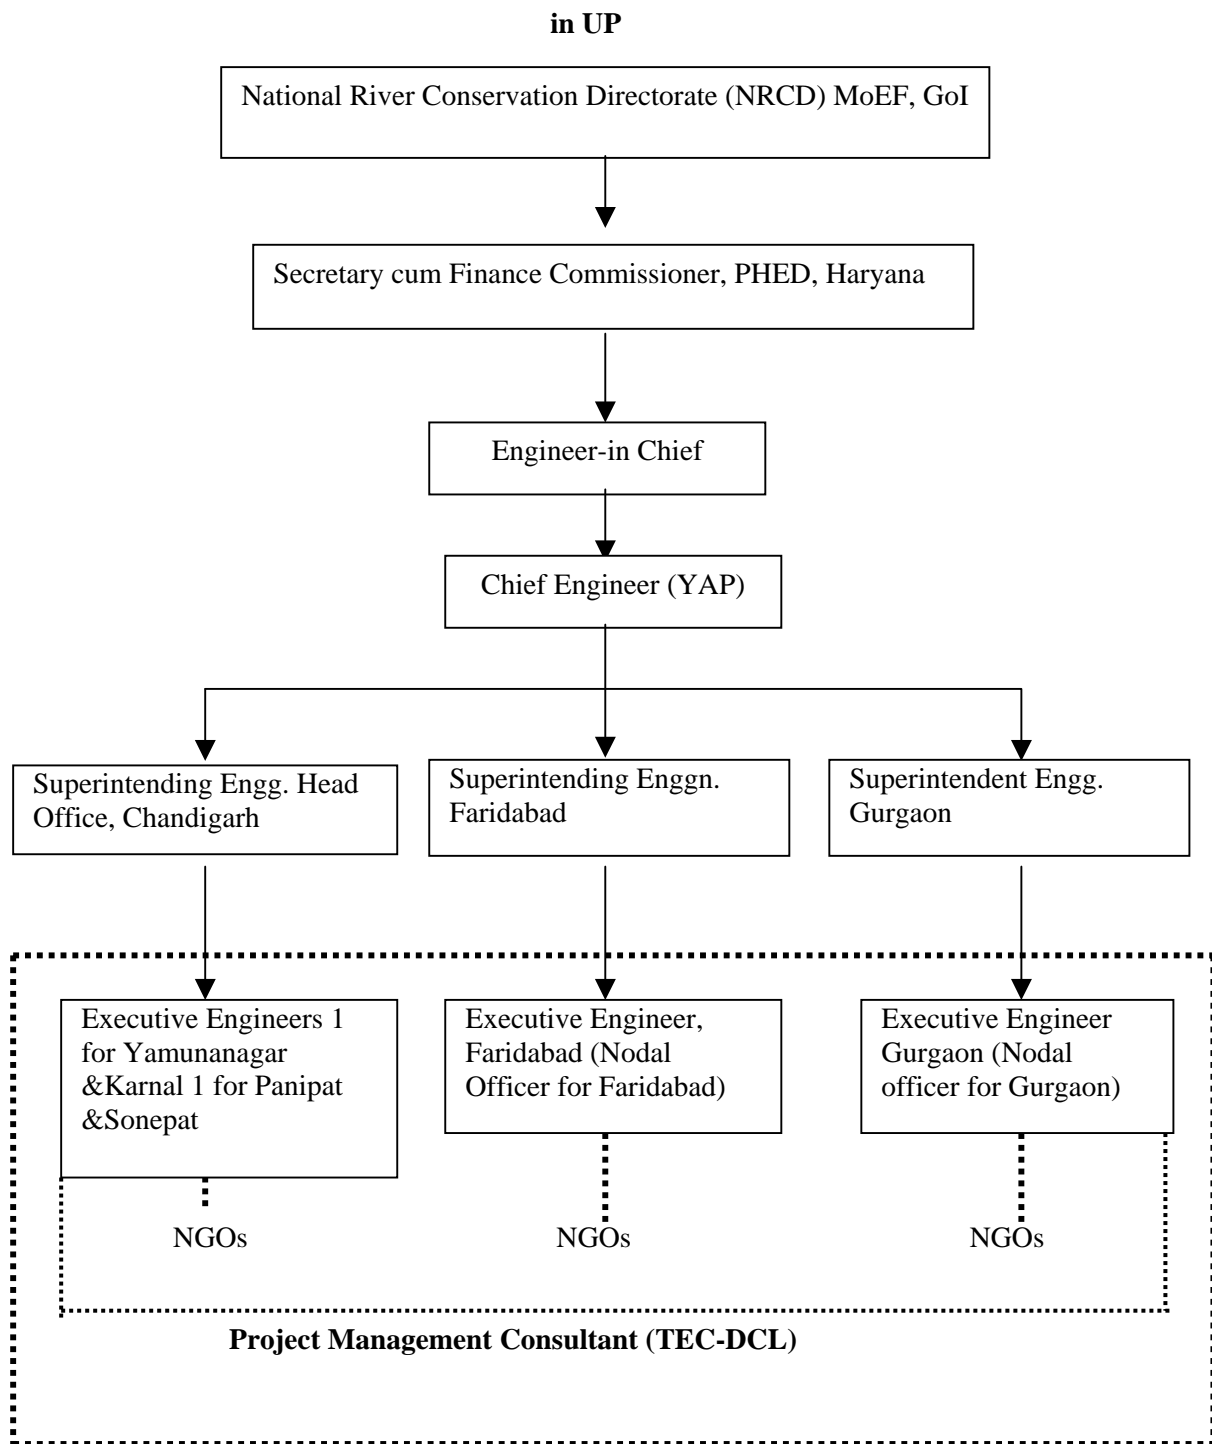 in UP
National River Conservation Directorate (NRCD) MoEF, GoI
Secretary cum Finance Commissioner, PHED, Haryana
Engineer-in Chief
Chief Engineer (YAP)
Superintending Engg. Head
Office, Chandigarh
Superintending Enggn.
Faridabad
Superintendent Engg.
Gurgaon
Executive Engineers 1
for Yamunanagar
&Karnal 1 for Panipat
&Sonepat
Executive Engineer,
Faridabad (Nodal
Officer for Faridabad)
Executive Engineer
Gurgaon (Nodal
officer for Gurgaon)
NGOs
NGOs
NGOs
Project Management Consultant (TEC-DCL)